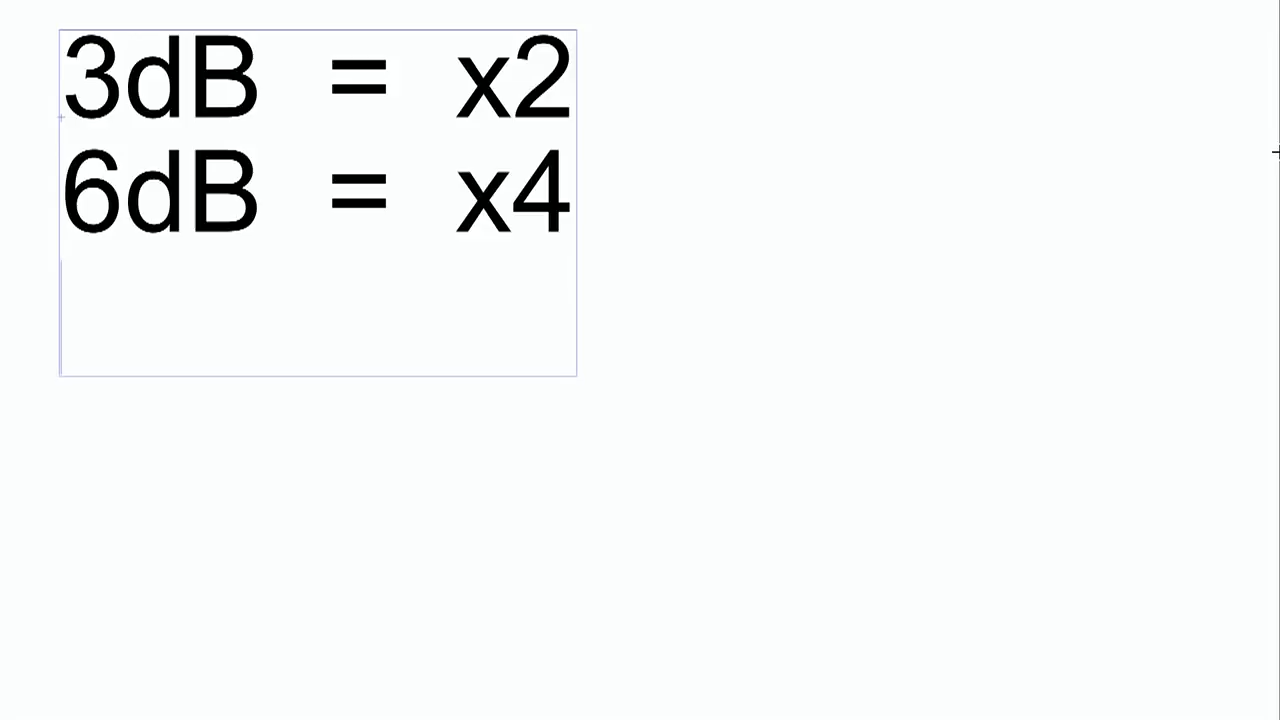 3dB = x2
6dB = x4